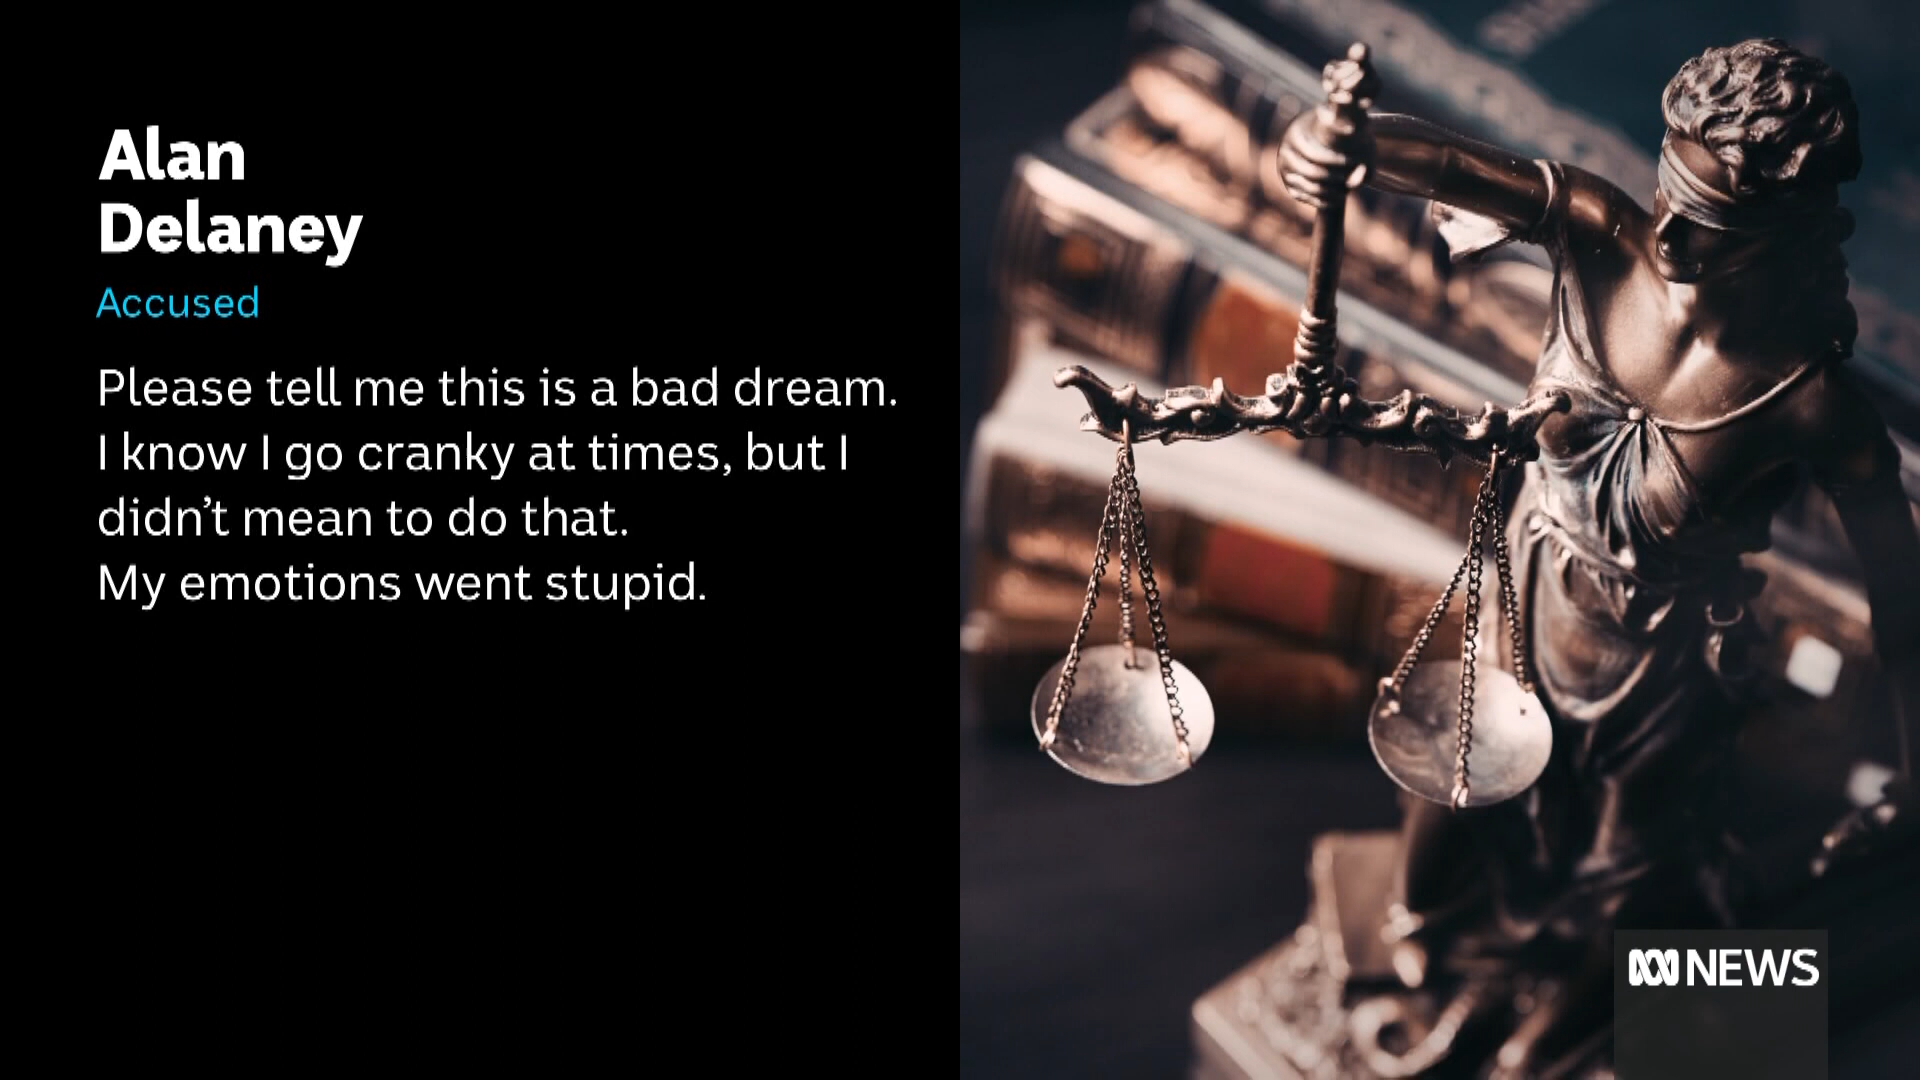 Alan
Delaney
Accused
Please tell me this is a bad dream.
I know I go cranky at times, but I
didn’t mean to do that.
My emotions went stupid.
NEWS